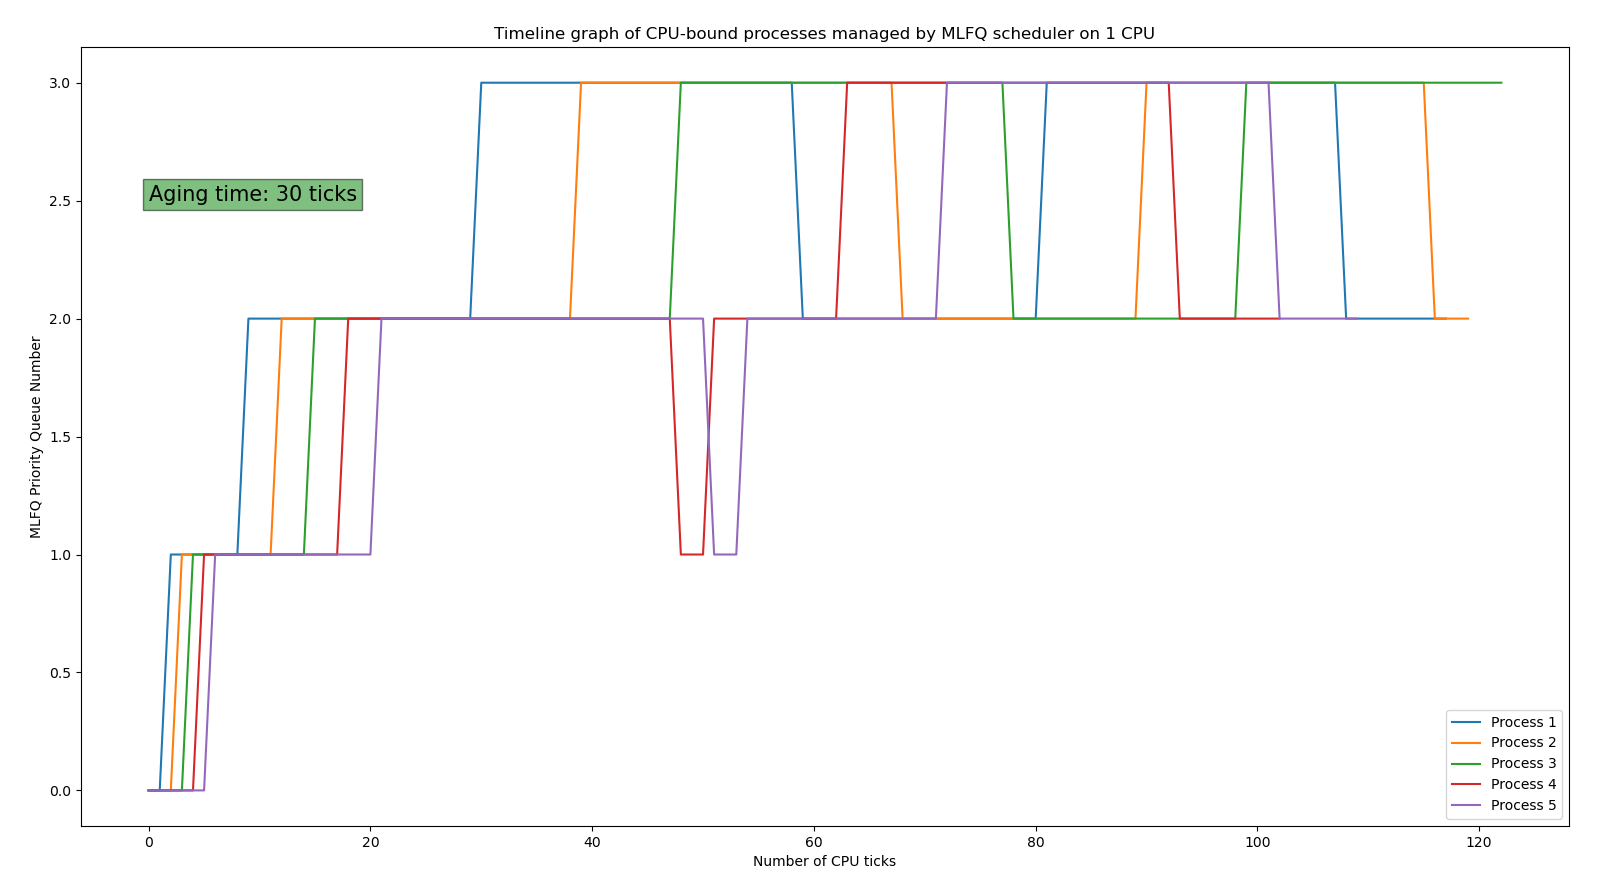 Timeline graph of CPU-bound processes managed by MLFQ scheduler on 1 CPU
MLFQ Priority Queue Number
3.0
2.5
2.0
1.5
1.0
0.5
0.0
Aging time: 30 ticks
Process 1
Process 2
Process 3
Process 4
Process 5
0 20 40 60 80 100 120
Number of CPU ticks